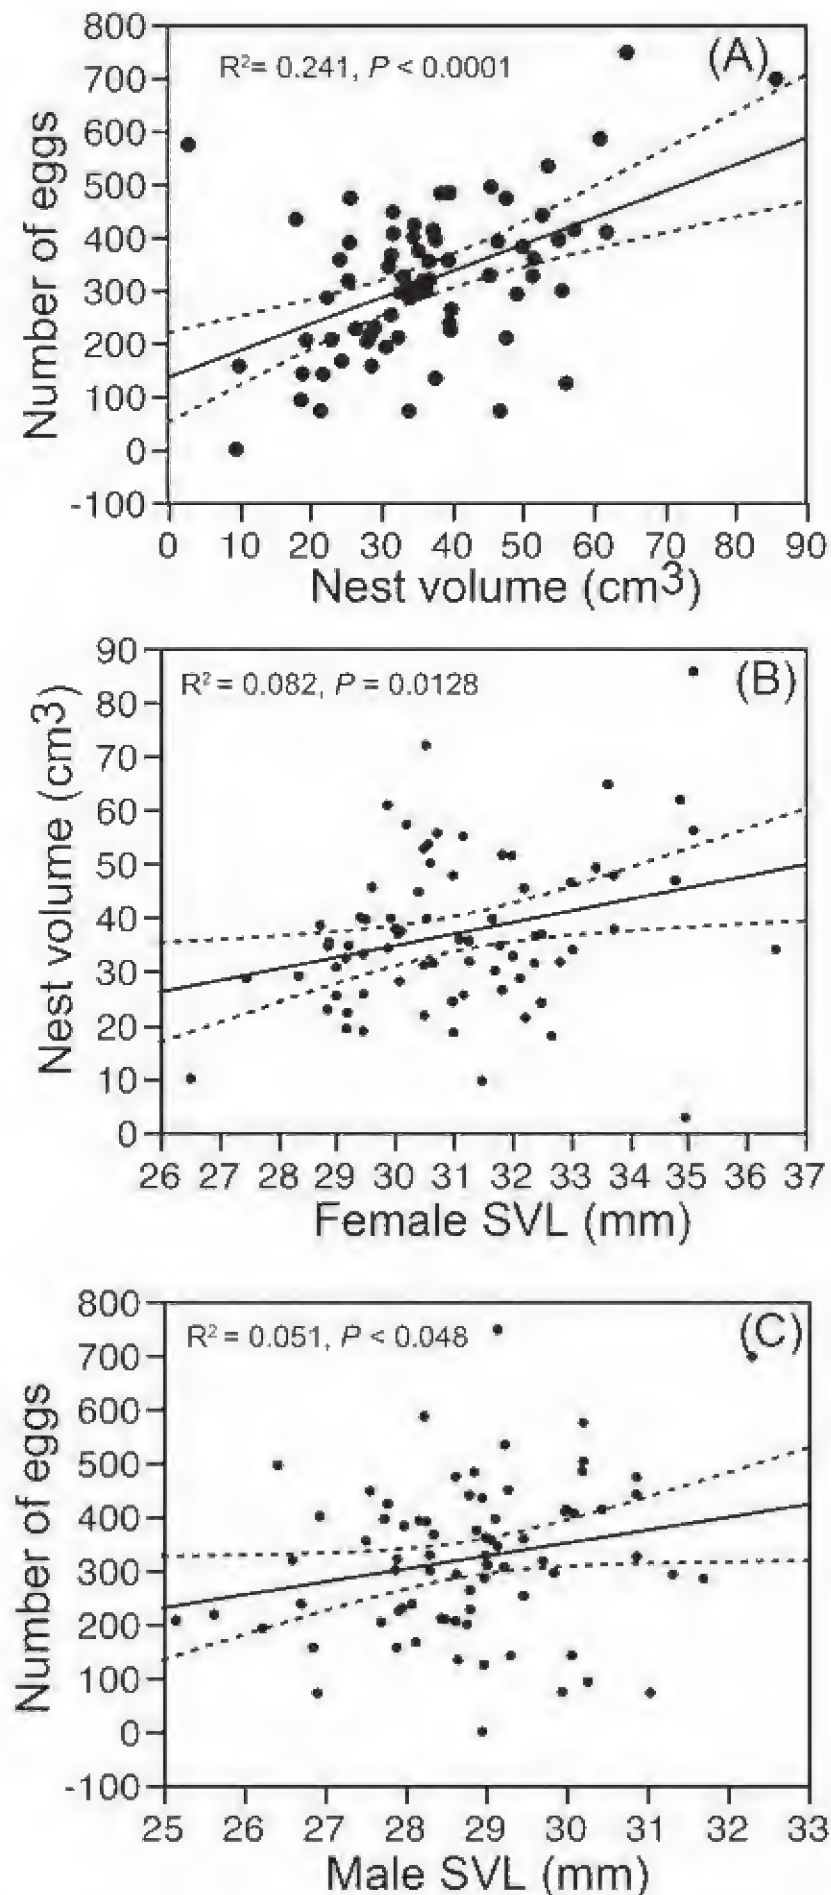 800
700
600
500
400
300
200
100
0
-100
Number of eggs
R²= 0.241, P < 0.0001
(A)
0 10 20 30 40 50 60 70 80 90
Nest volume (cm³)
90
80
70
60
50
40
30
20
10
0
Nest volume (cm³)
R² = 0.082, P = 0.0128
(B)
26 27 28 29 30 31 32 33 34 35 36 37
Female SVL (mm)
800
700
600
500
400
300
200
100
0
-100
Number of eggs
R² = 0.051, P < 0.048
(C)
25 26 27 28 29 30 31 32 33
Male SVL (mm)